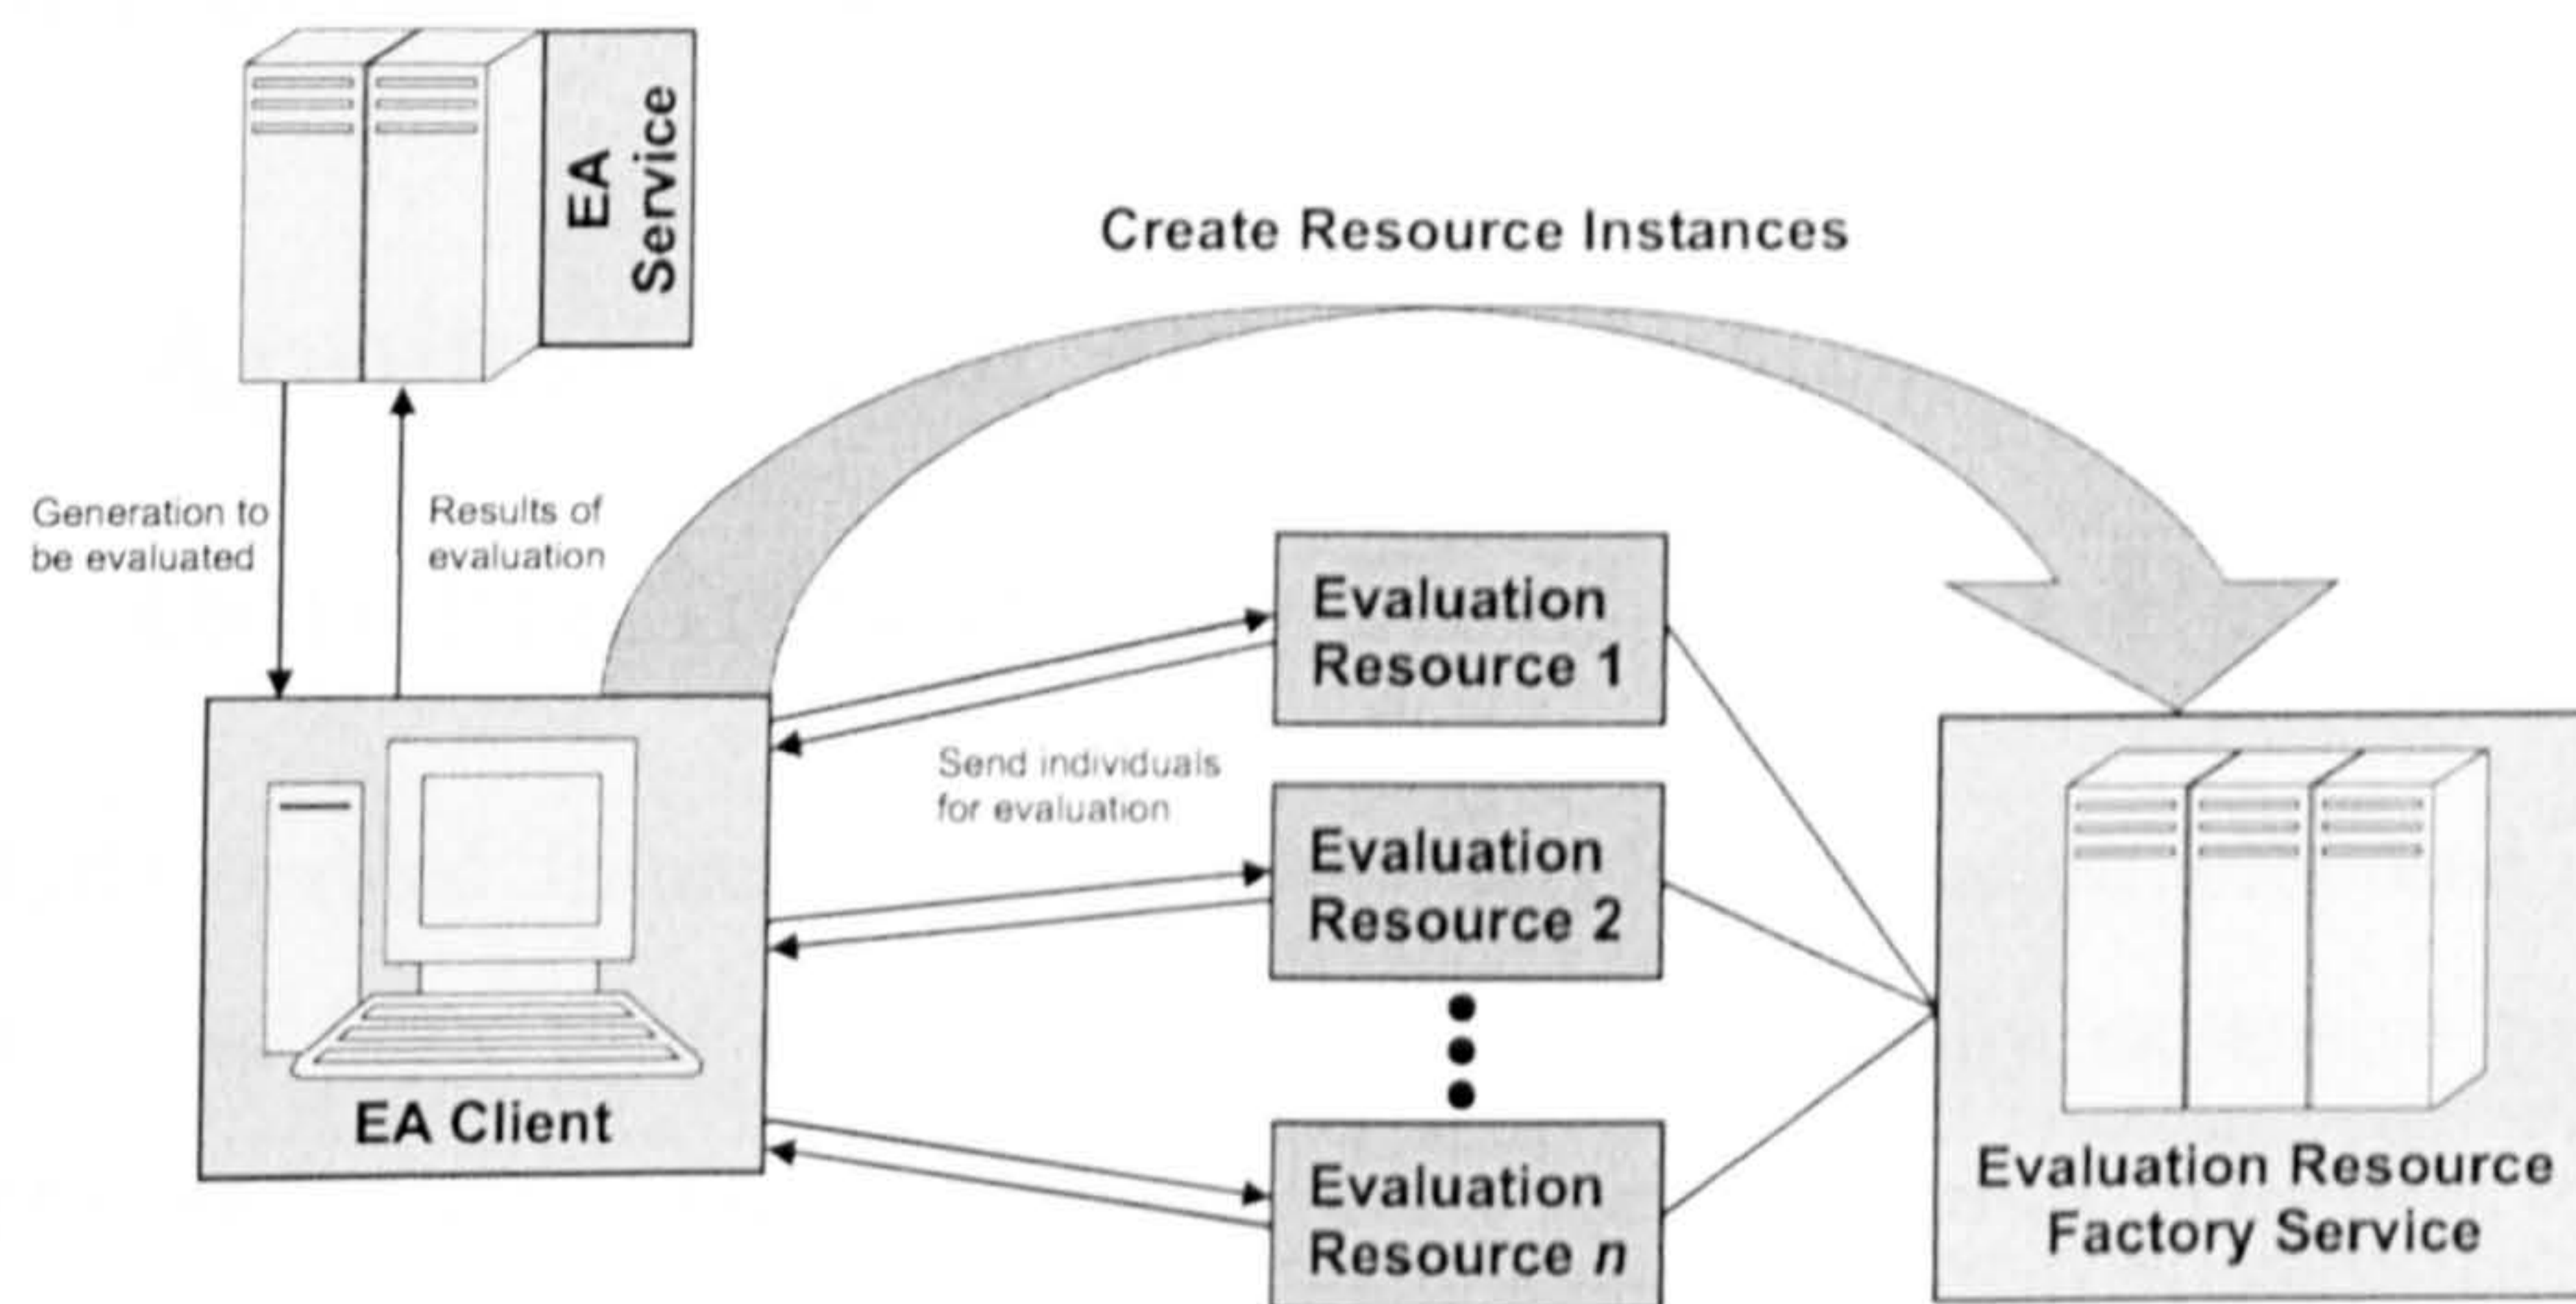 EA
Service
Create Resource Instances
Generation to
be evaluated
Results of
evaluation
Evaluation
Resource 1
Send individuals
for evaluation
Evaluation
Resource 2
EA Client
Evaluation
Resource n
Evaluation Resource
Factory Service